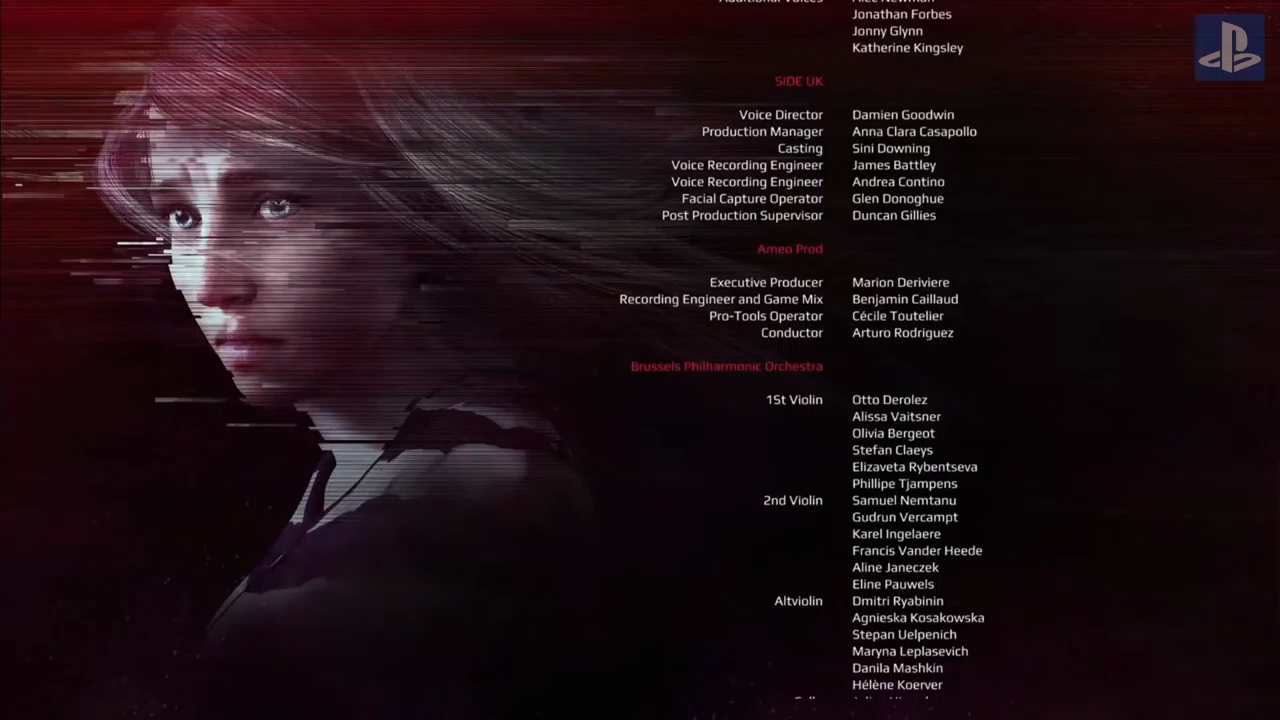 Additional Voices Alec Newman
Jonathan Forbes
Jonny Glynn
Katherine Kingsley
SIDE UK
Voice Director Damien Goodwin
Production Manager Anna Clara Casapollo
Casting Sini Downing
Voice Recording Engineer James Battley
Voice Recording Engineer Andrea Contino
Facial Capture Operator Glen Donoghue
Post Production Supervisor Duncan Gillies
Ameo Prod
Executive Producer Marion Deriviere
Recording Engineer and Game Mix Benjamin Caillaud
Pro-Tools Operator Cécile Toutelier
Conductor Arturo Rodriguez
Brussels Philharmonic Orchestra
1St Violin Otto Derolez
Alissa Vaitsner
Olivia Bergeot
Stefan Claeys
Elizaveta Rybentseva
Phillipe Tjampens
2nd Violin Samuel Nemtanu
Gudrun Vercampt
Karel Ingelaere
Francis Vander Heede
Aline Janeczek
Eline Pauwels
Altviolin Dmitri Ryabinin
Agnieska Kosakowska
Stepan Uelpenich
Maryna Leplasevich
Danila Mashkin
Hélène Koerver